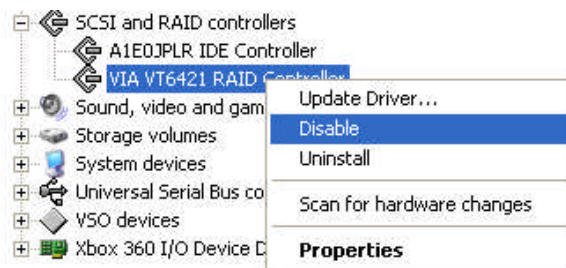 SCSI and RAID controllers
A1E0JPLR IDE Controller
VIA VT6421 RAID Controller
Sound, video and gam
Storage volumes
System devices
Universal Serial Bus co
VSO devices
Xbox 360 I/O Device D
Update Driver...
Disable
Uninstall
Scan for hardware changes
Properties